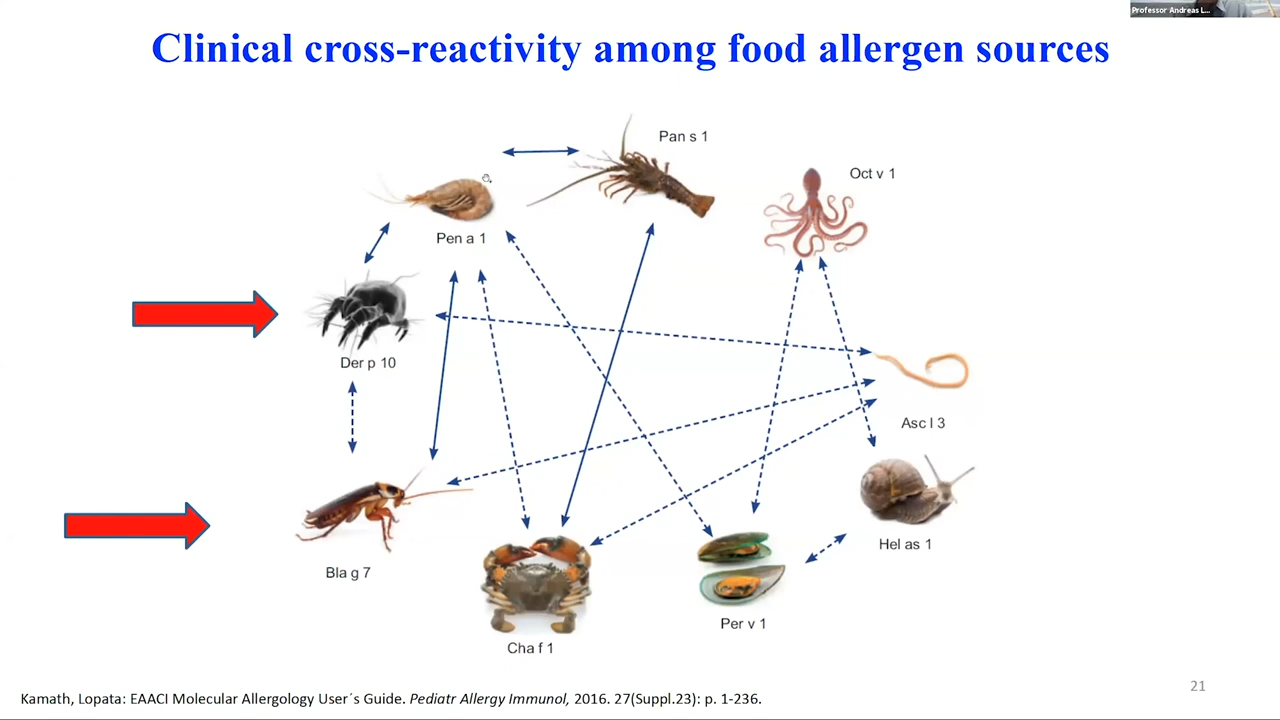 Professor Andreas L...
Clinical cross-reactivity among food allergen sources
Pan s 1
Oct v 1
Pen a 1
Der p 10
Asc l 3
Hel as 1
Bla g 7
Per v 1
Cha f 1
21
Kamath, Lopata: EAACI Molecular Allergology User´s Guide. Pediatr Allergy Immunol, 2016. 27(Suppl.23): p. 1-236.